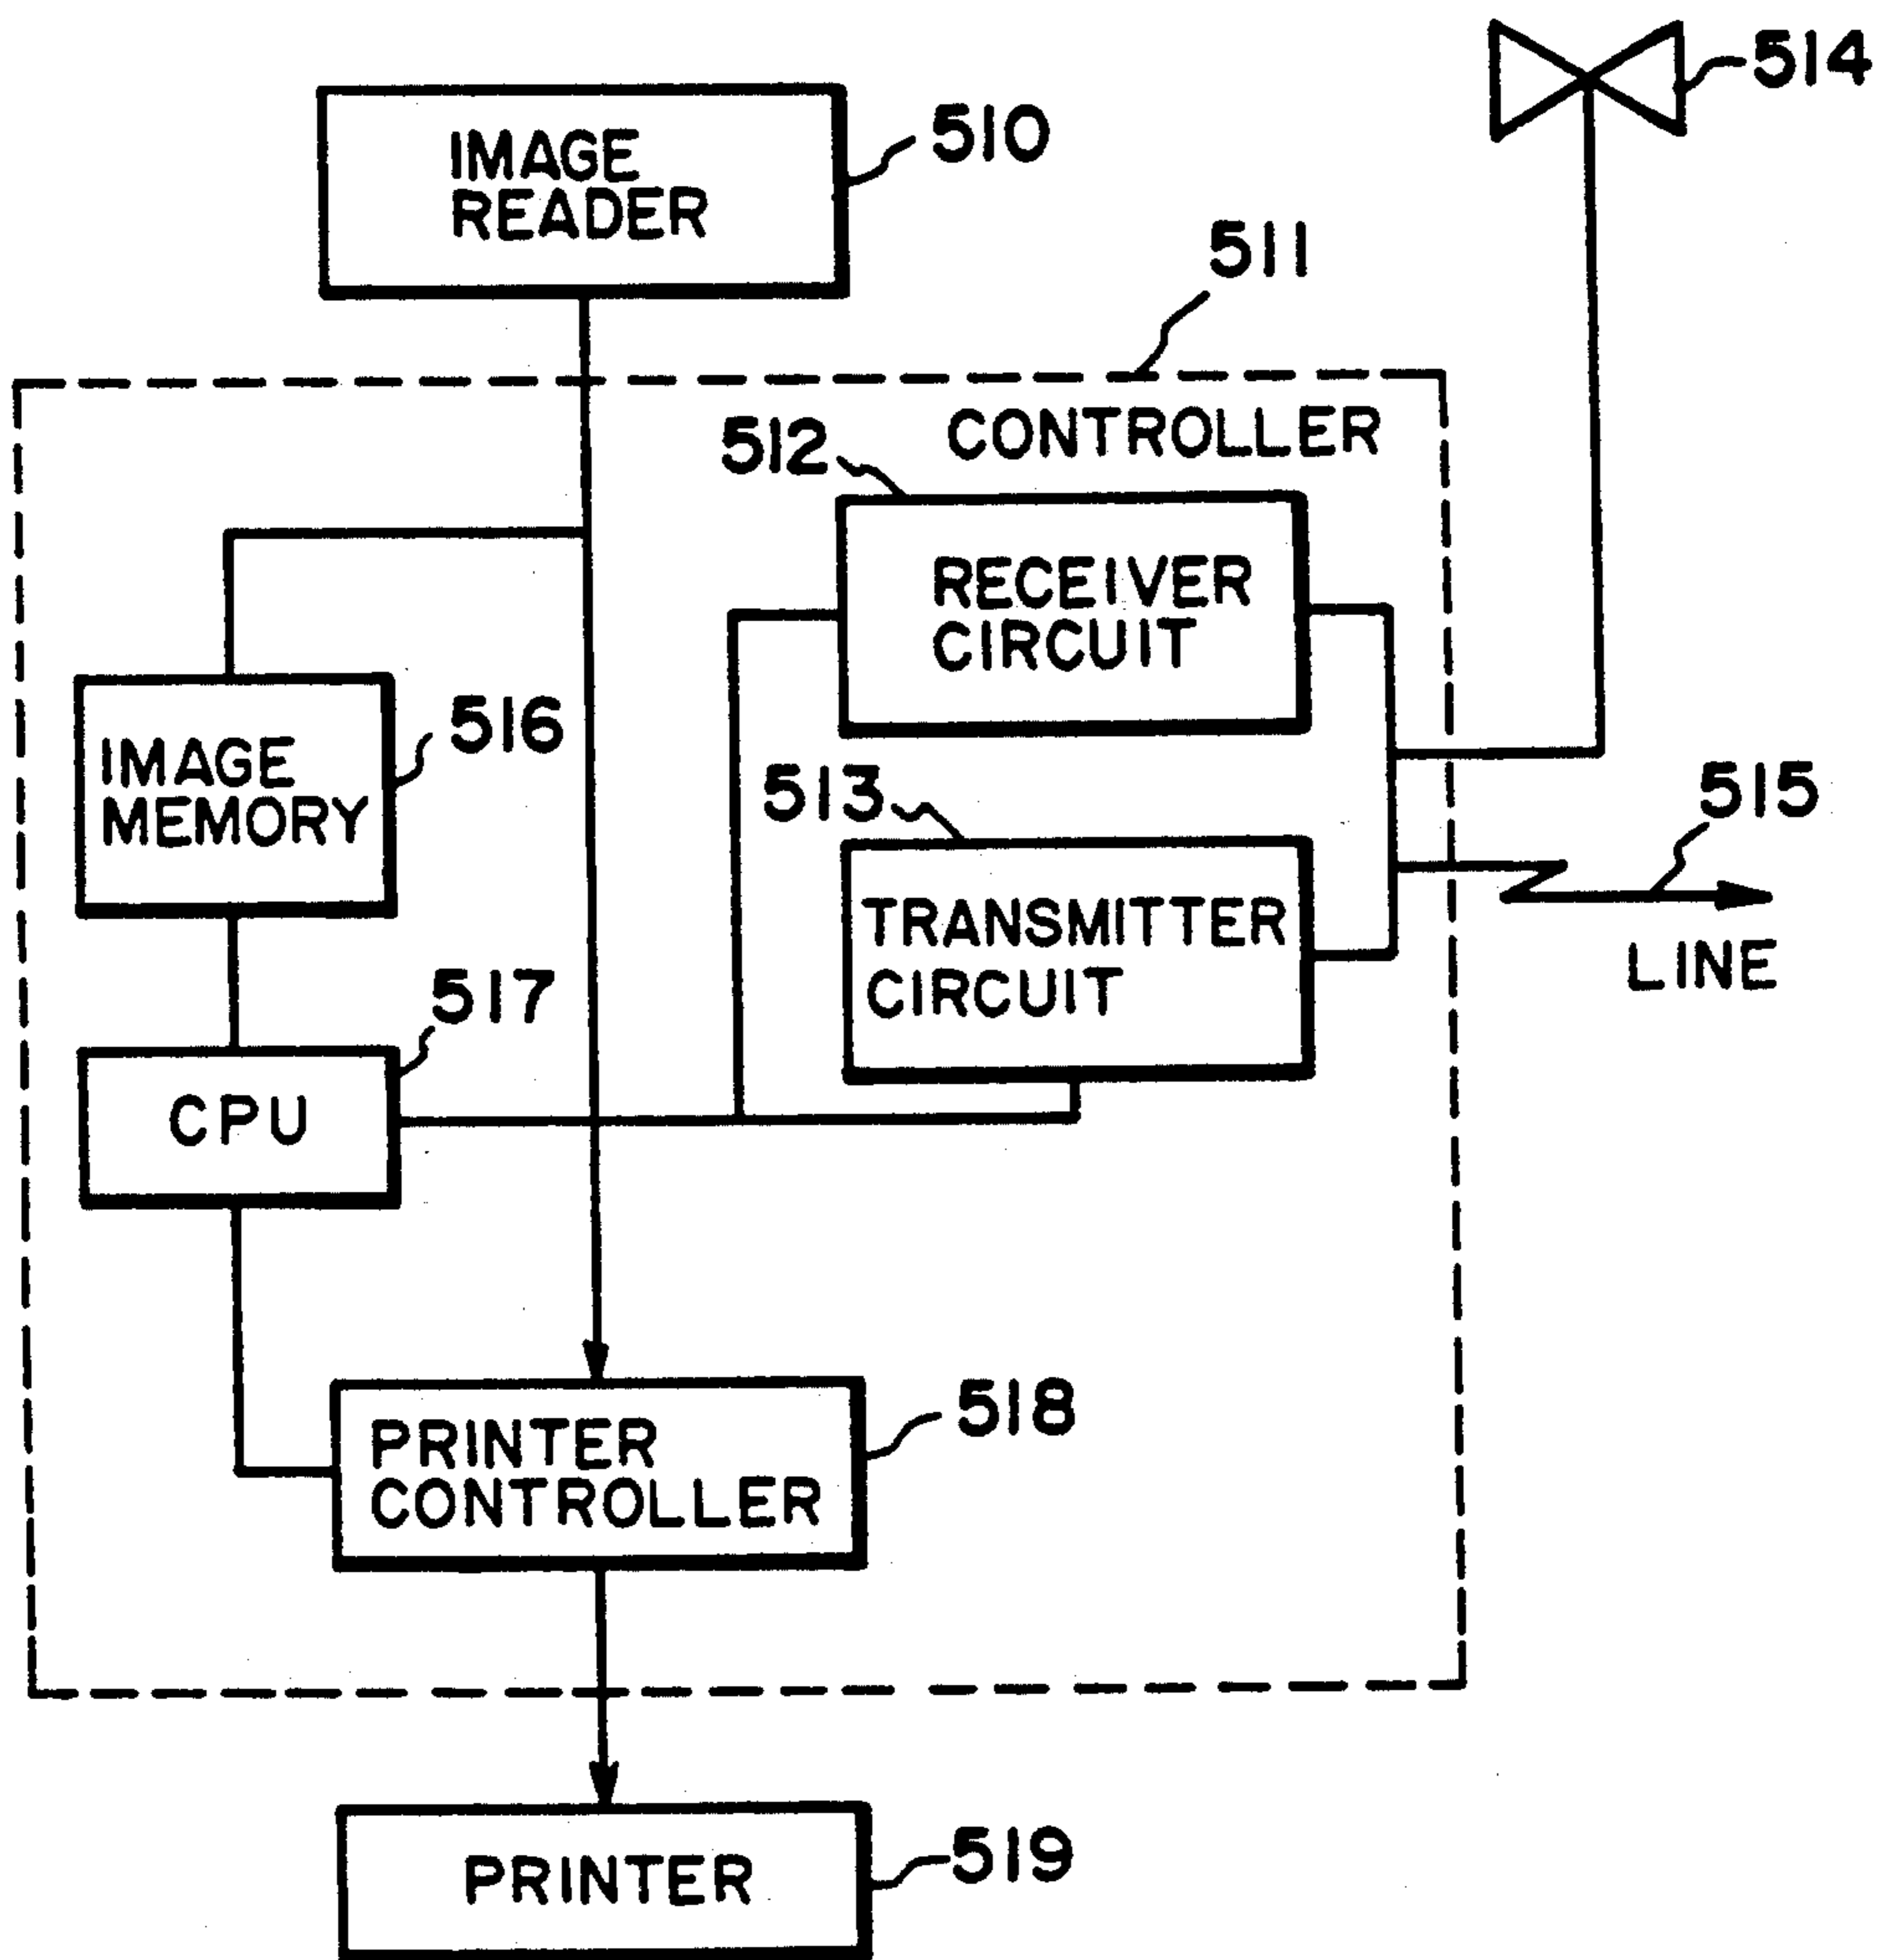 514
IMAGE
READER
510
511
CONTROLLER
512
RECEIVER
CIRCUIT
516
IMAGE
MEMORY
513
515
TRANSMITTER
CIRCUIT
LINE
517
CPU
518
PRINTER
CONTROLLER
519
PRINTER